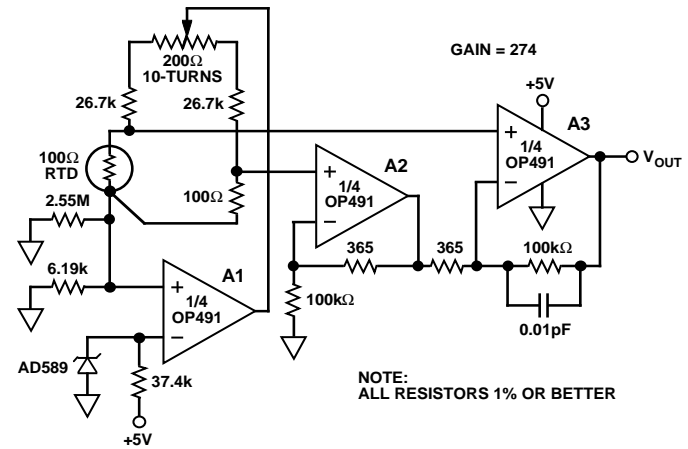 200Ω
10-TURNS
GAIN = 274
+5V
26.7k
26.7k
A3
+
1/4
OP491
−
VOUT
100Ω
RTD
A2
+
1/4
OP491
−
100Ω
2.55M
365
365
100kΩ
6.19k
A1
+
1/4
OP491
−
100kΩ
0.01pF
AD589
37.4k
NOTE:
ALL RESISTORS 1% OR BETTER
+5V